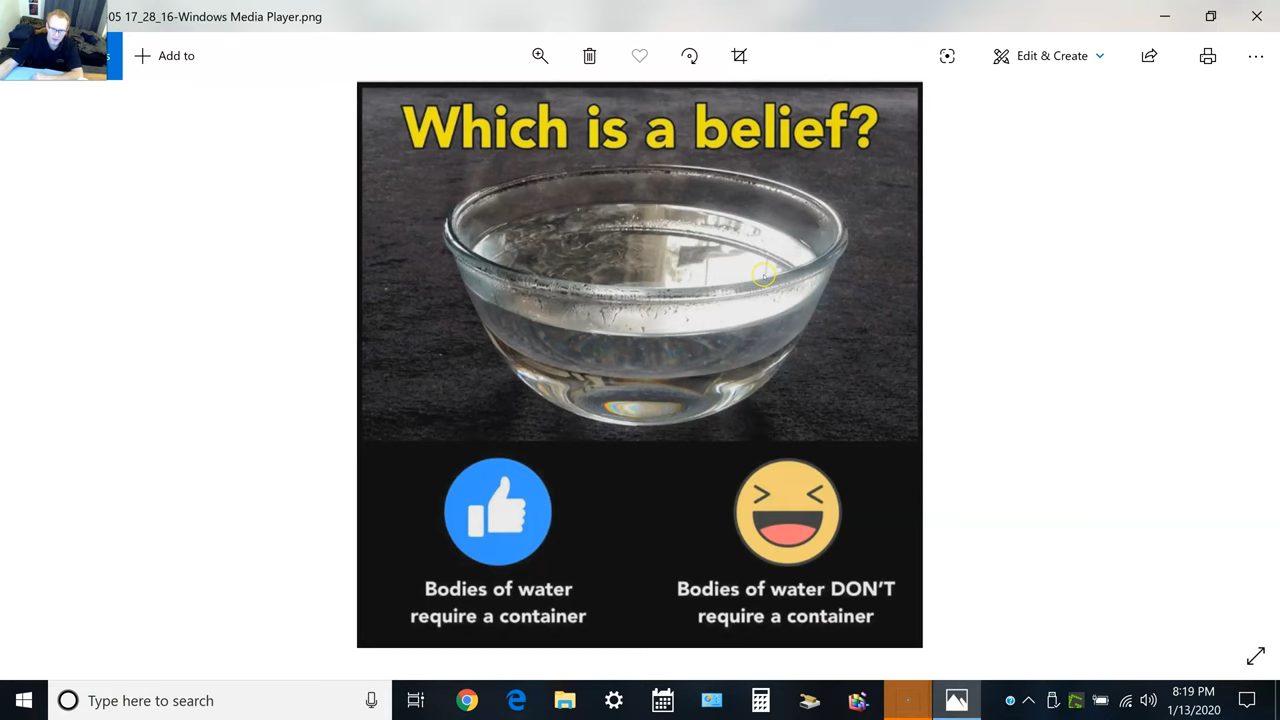 05 17_28_16-Windows Media Player.png
s
Add to
Edit & Create
Which is a belief?
Bodies of water
require a container
Bodies of water DON'T
require a container
Type here to search
8:19 PM
1/13/2020